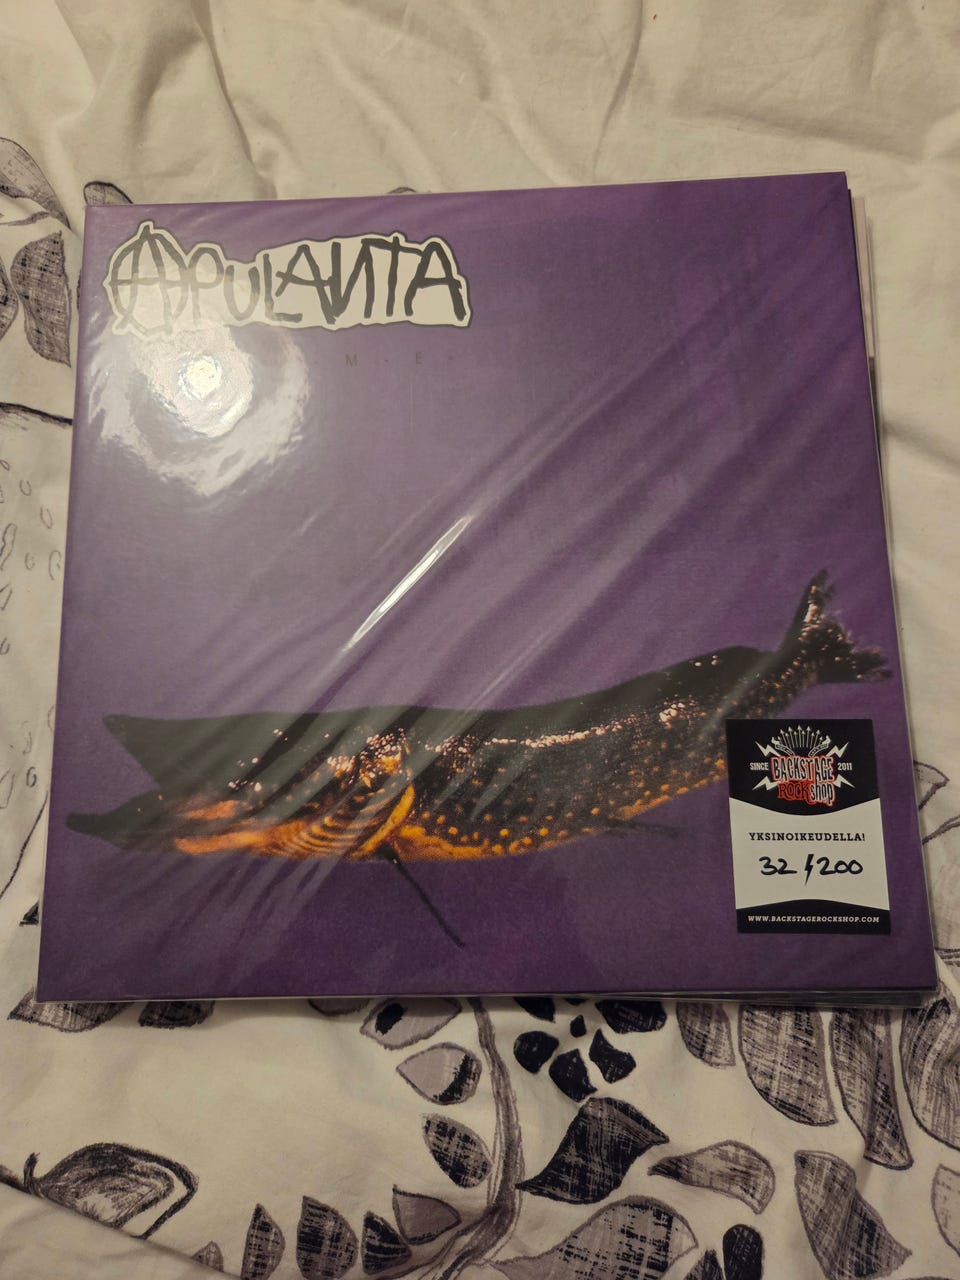 APULANTA
M E
SINCE BACKSTAGE 2011
ROCK Shop
YKSINOIKEUDELLA!
32/200
WWW.BACKSTAGEROCKSHOP.COM